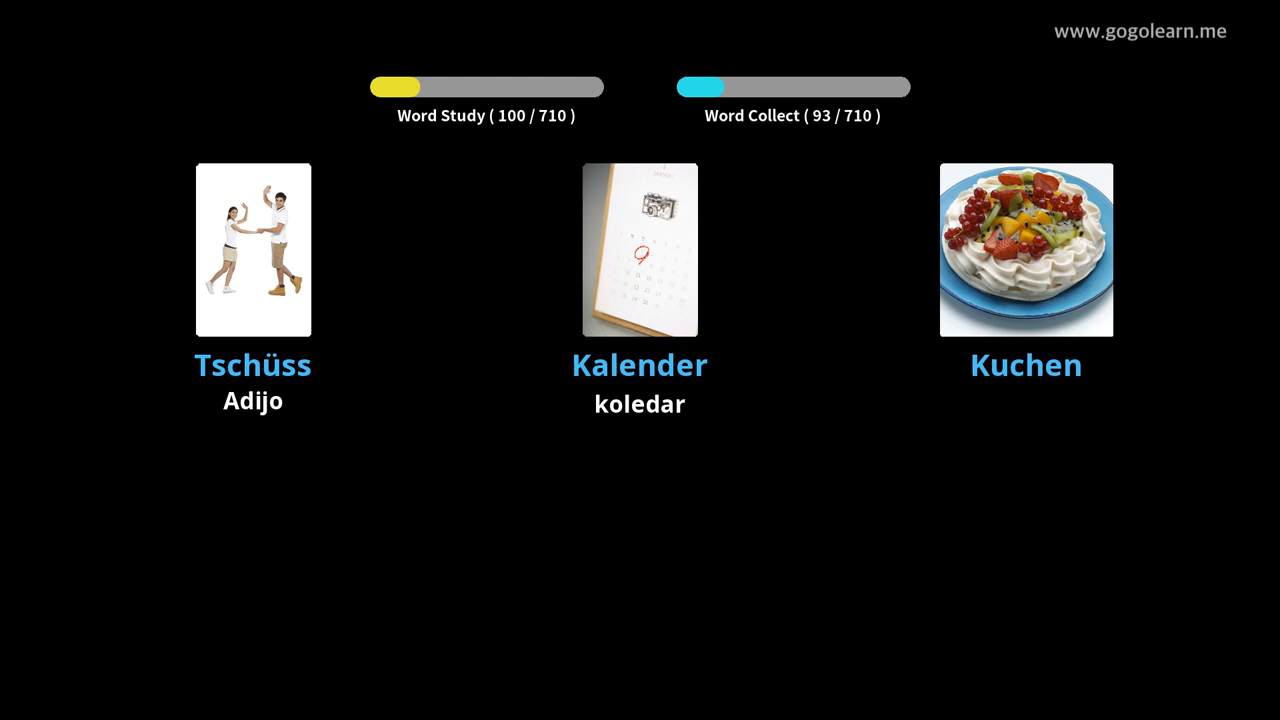 www.gogolearn.me
Word Study ( 100 / 710 )
Word Collect ( 93 / 710 )
Tschüss
Adijo
Kalender
koledar
Kuchen